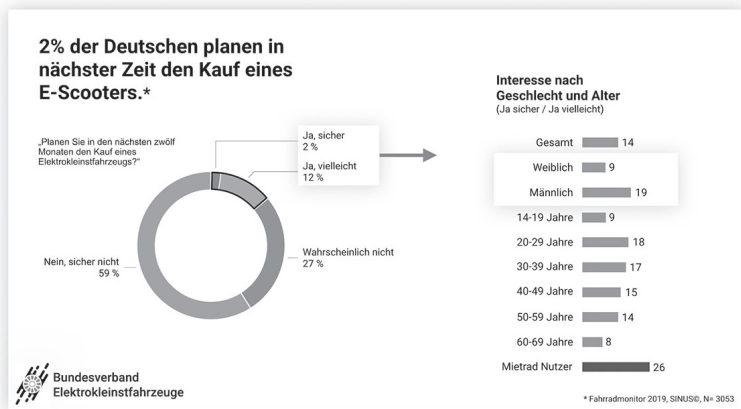 2% der Deutschen planen in
nächster Zeit den Kauf eines
E-Scooters.*
„Planen Sie in den nächsten zwölf
Monaten den Kauf eines
Elektrokleinstfahrzeugs?“
Ja, sicher
2 %
Ja, vielleicht
12 %
Nein, sicher nicht
59 %
Wahrscheinlich nicht
27 %
Interesse nach
Geschlecht und Alter
(Ja sicher / Ja vielleicht)
Gesamt 14
Weiblich 9
Männlich 19
14-19 Jahre 9
20-29 Jahre 18
30-39 Jahre 17
40-49 Jahre 15
50-59 Jahre 14
60-69 Jahre 8
Mietrad Nutzer 26
Bundesverband
Elektrokleinstfahrzeuge
* Fahrradmonitor 2019, SINUS©, N= 3053